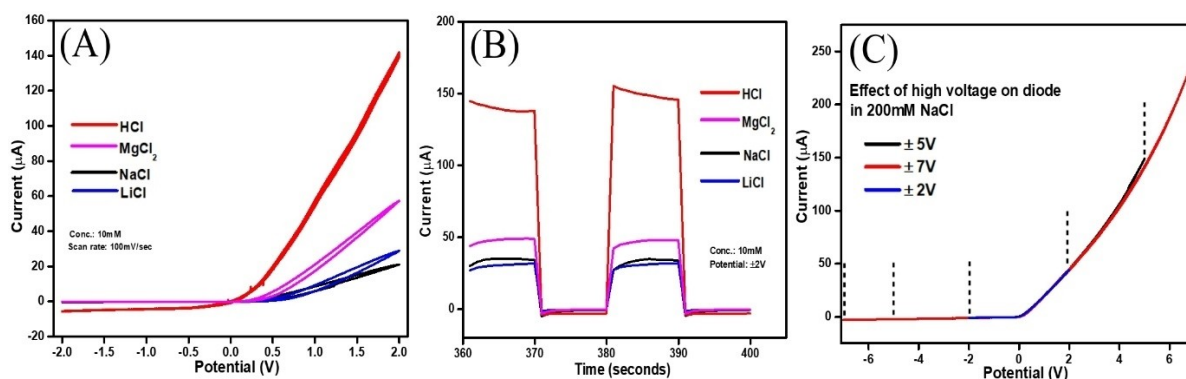 (A)
160
140
120
100
80
60
40
20
0
-20
Current (μA)
HCl
MgCl2
NaCl
LiCl
Conc.: 10mM
Scan rate: 100mV/sec
-2.0
-1.5
-1.0
-0.5
0.0
0.5
1.0
1.5
2.0
Potential (V)
(B)
200
150
100
50
0
Current (μA)
HCl
MgCl2
NaCl
LiCl
Conc.: 10mM
Potential: ±2V
360
370
380
390
400
Time (seconds)
(C)
250
200
150
100
50
0
Current (μA)
Effect of high voltage on diode
in 200mM NaCl
± 5V
± 7V
± 2V
-6
-4
-2
0
2
4
6
Potential (V)